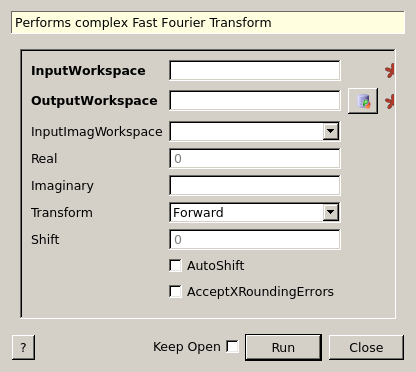 Performs complex Fast Fourier Transform
InputWorkspace
OutputWorkspace
InputImagWorkspace
Real 0
Imaginary
Transform Forward
Shift 0
AutoShift
AcceptXRoundingErrors
? Keep Open Run Close